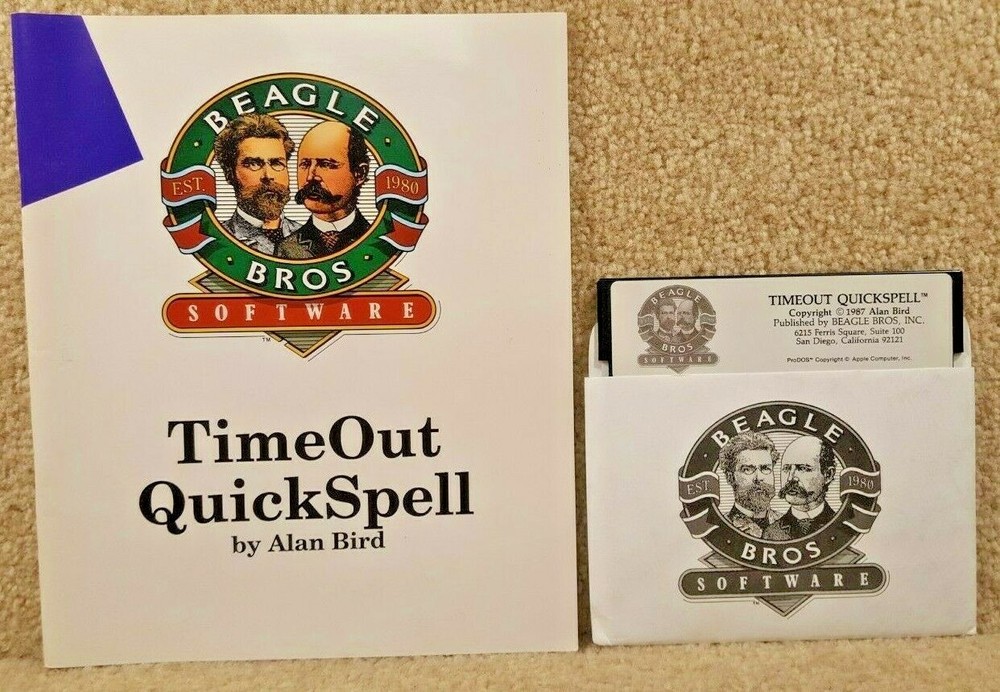 BEAGLE
EST. 1980
BROS
SOFTWARE
™
TimeOut
QuickSpell
by Alan Bird
BEAGLE
BROS
SOFTWARE
TIMEOUT QUICKSPELL™
Copyright © 1987 Alan Bird
Published by BEAGLE BROS, INC.
6215 Ferris Square, Suite 100
San Diego, California 92121
ProDOS™ Copyright © Apple Computer, Inc.
BEAGLE
EST. 1980
BROS
SOFTWARE
™